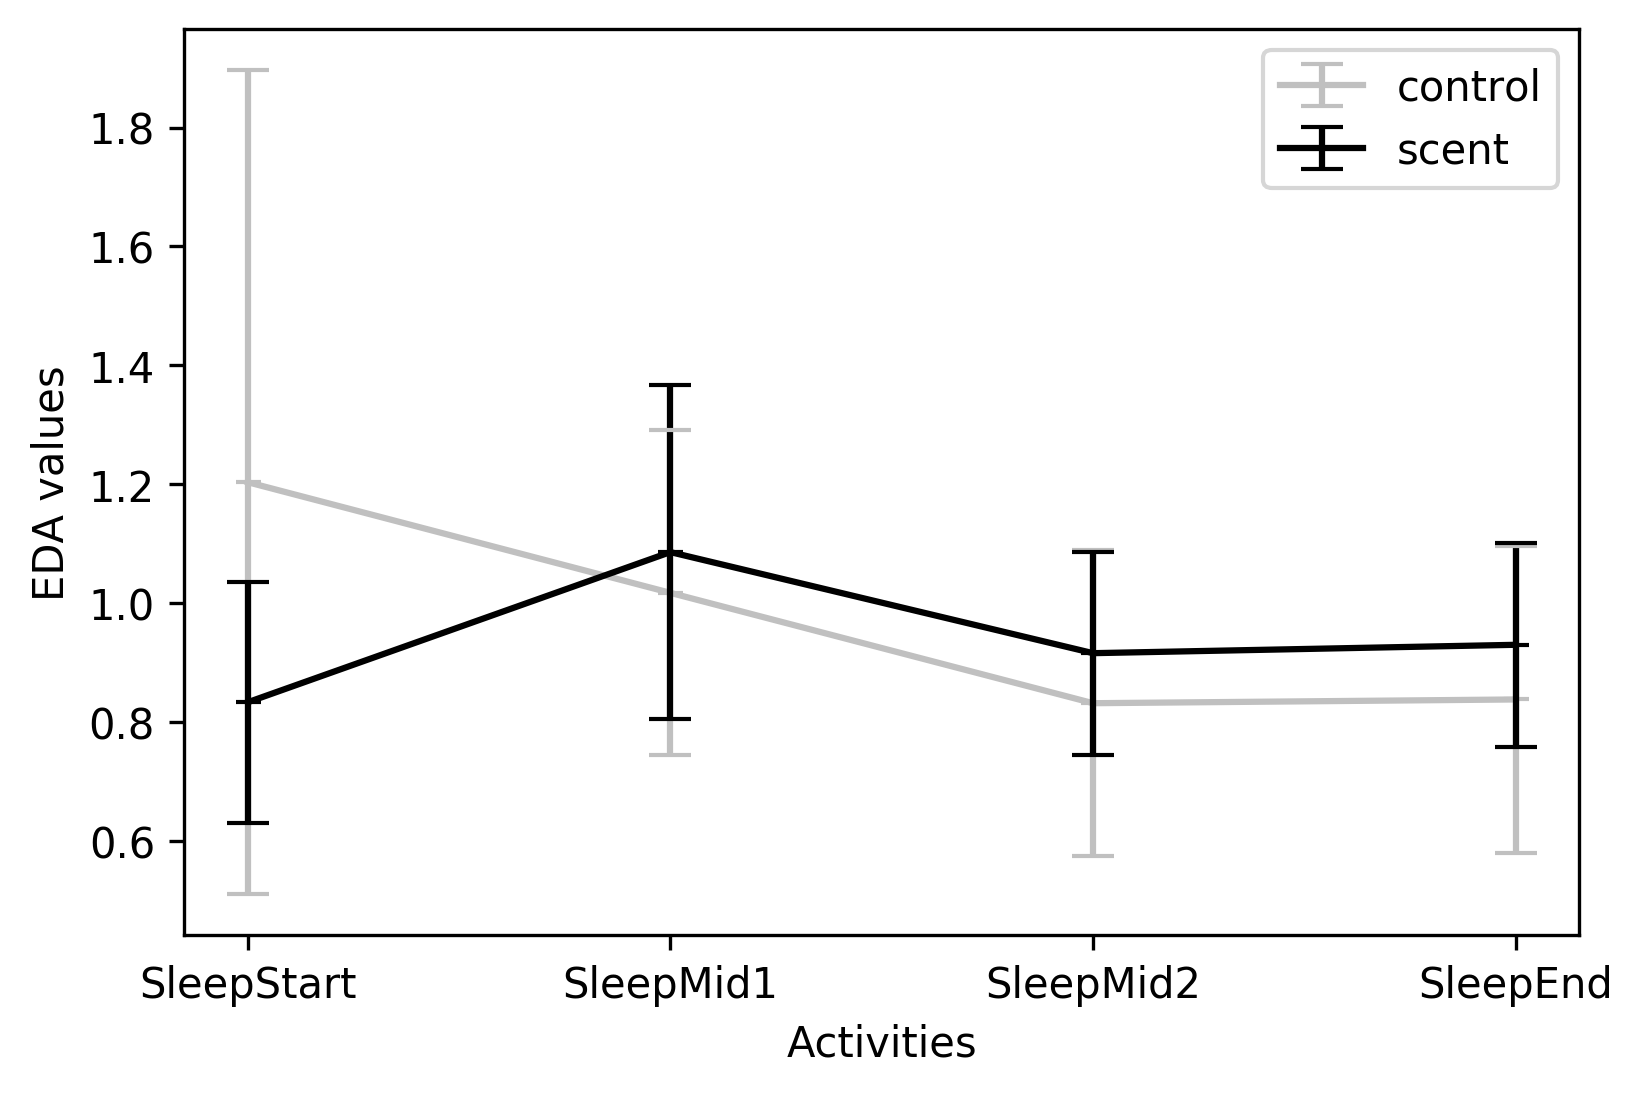 control
scent
1.8
1.6
1.4
1.2
1.0
0.8
0.6
EDA values
SleepStart SleepMid1 SleepMid2 SleepEnd
Activities